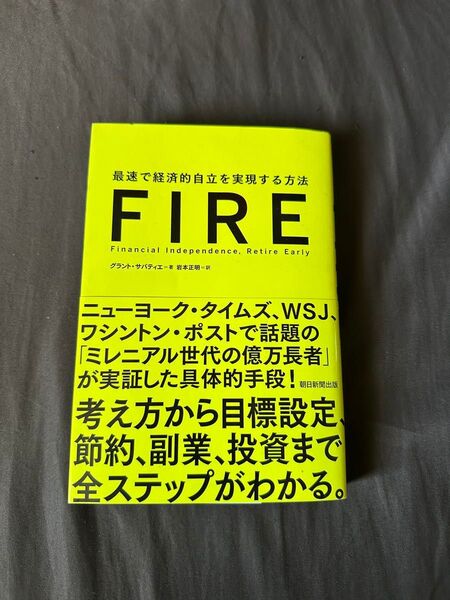 最速で経済的自立を実現する方法
FIRE
Financial Independence, Retire Early
グラント・サバティエ＝著 岩本正明＝訳
ニューヨーク・タイムズ、WSJ、
ワシントン・ポストで話題の
「ミレニアル世代の億万長者」
が実証した具体的手段！ 朝日新聞出版
考え方から目標設定、
節約、副業、投資まで
全ステップがわかる。